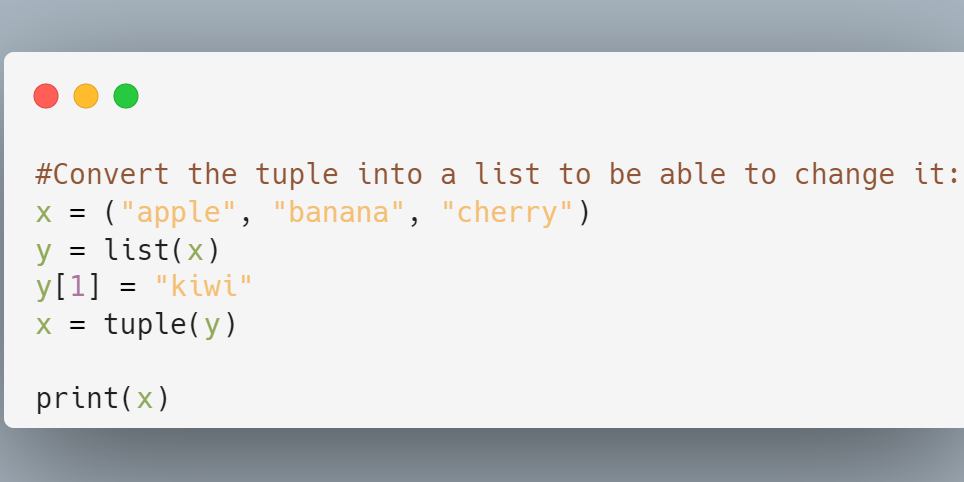 #Convert the tuple into a list to be able to change it:
x = ("apple", "banana", "cherry")
y = list(x)
y[1] = "kiwi"
x = tuple(y)
print(x)